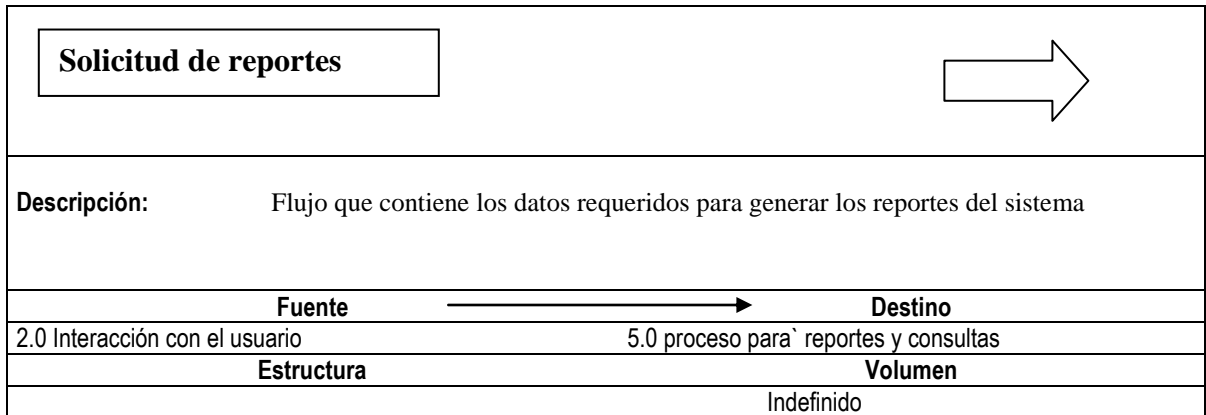 Solicitud de reportes
Descripción: Flujo que contiene los datos requeridos para generar los reportes del sistema
Fuente Destino
2.0 Interacción con el usuario 5.0 proceso para` reportes y consultas
Estructura Volumen
Indefinido